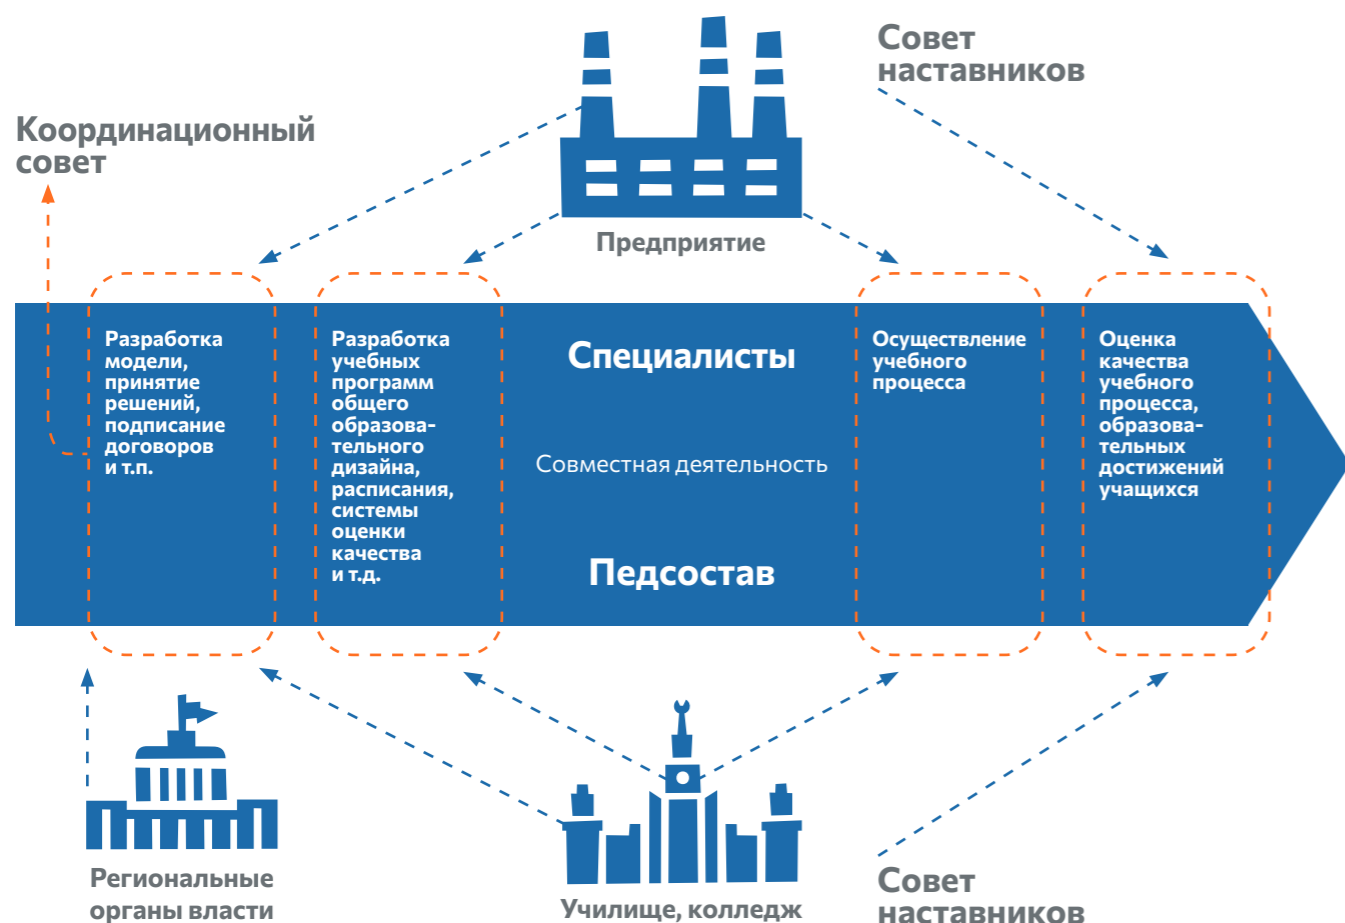 Совет
наставников
Координационный
совет
Предприятие
Разработка
модели,
принятие
решений,
подписание
договоров
и т.п.
Разработка
учебных
программ
общего
образова-
тельного
дизайна,
расписания,
системы
оценки
качества
и т.д.
Специалисты
Совместная деятельность
Педсостав
Осуществление
учебного
процесса
Оценка
качества
учебного
процесса,
образова-
тельных
достижений
учащихся
Региональные
органы власти
Училище, колледж
Совет
наставников